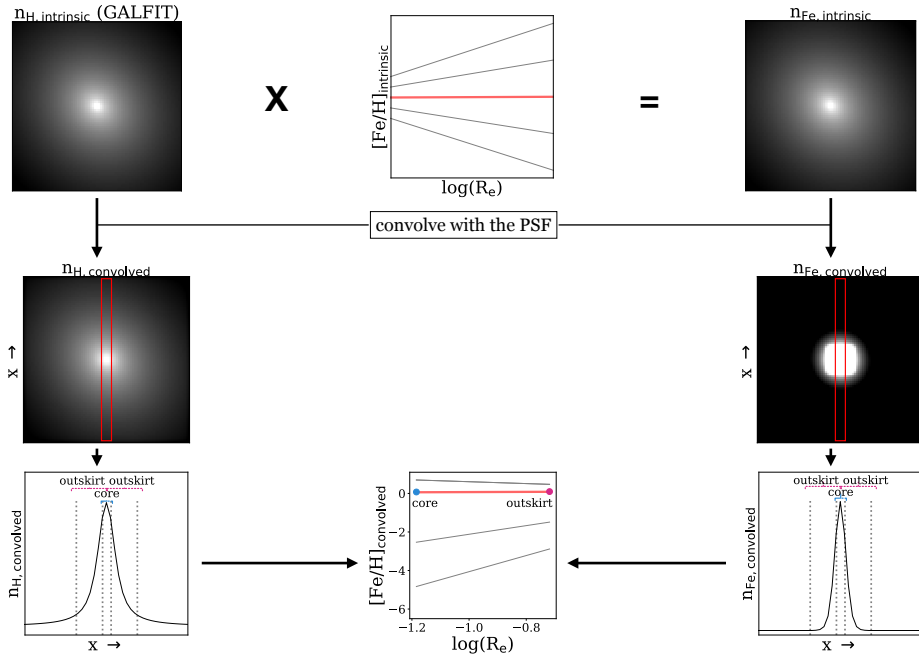 n_H, intrinsic (GALFIT)
n_Fe, intrinsic
X
[Fe/H]_intrinsic
log(R_e)
=
convolve with the PSF
n_H, convolved
n_Fe, convolved
x →
x →
outskirt outskirt
core
n_H, convolved
x →
[Fe/H]_convolved
0
−2
−4
−6
core outskirt
−1.2 −1.0 −0.8
log(R_e)
outskirt outskirt
core
n_Fe, convolved
x →